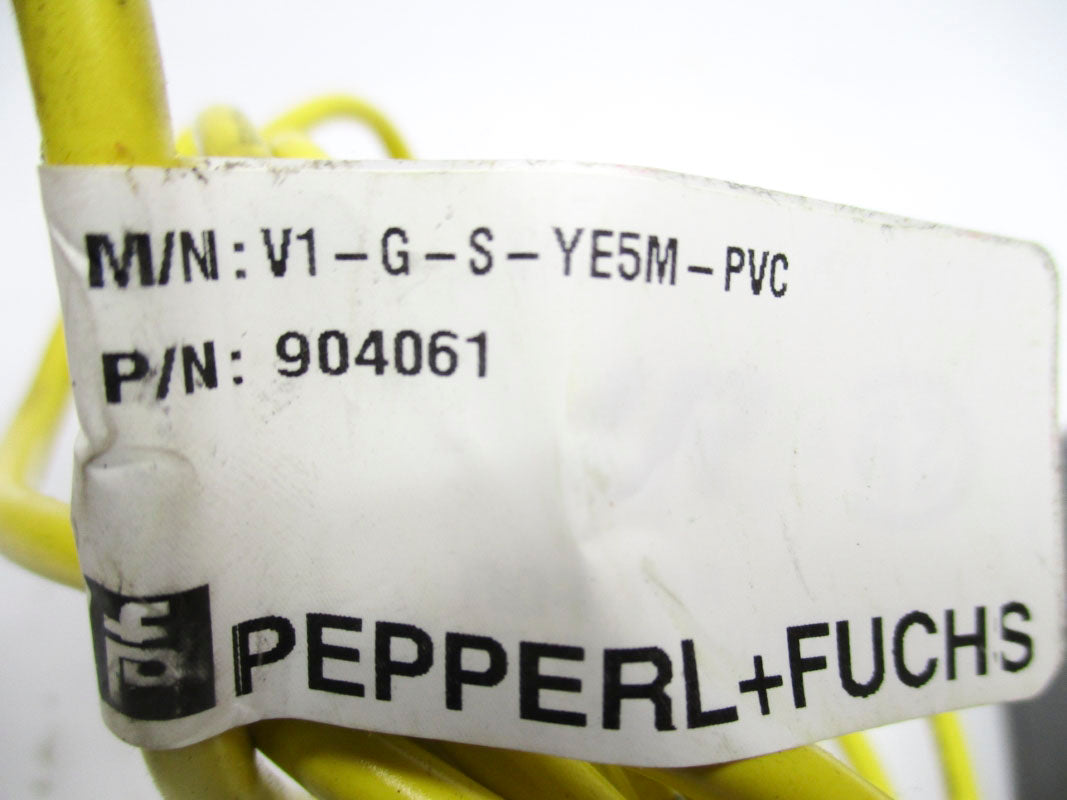 M/N: V1-G-S-YE5M-PVC
P/N: 904061
PEPPERL+FUCHS